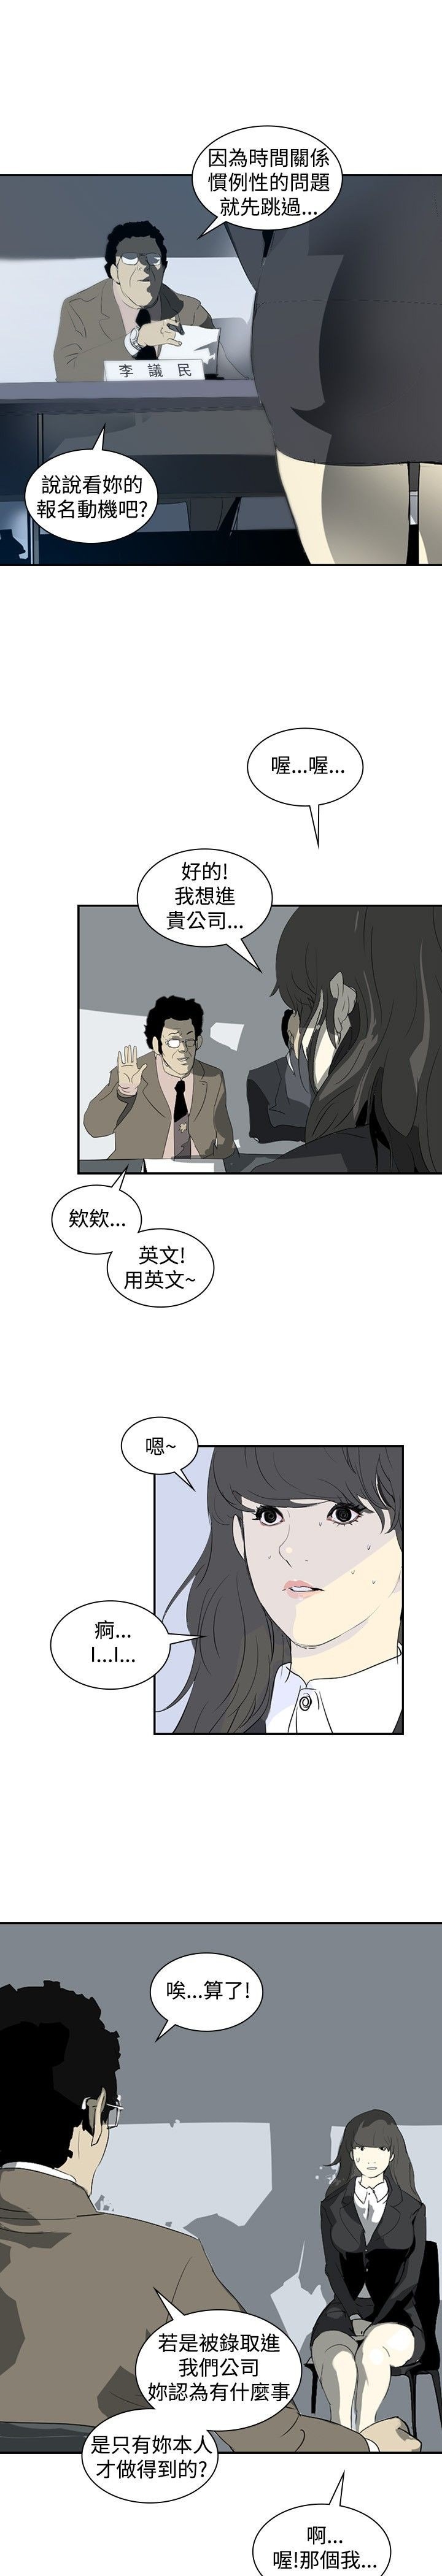 因為時間關係
慣例性的問題
就先跳過...
李議民
說說看妳的
報名動機吧?
喔...喔...
好的!
我想進
貴公司...
欸欸...
英文!
用英文~
嗯~
痾...
I...I...
唉...算了!
若是被錄取進
我們公司
妳認為有什麼事
是只有妳本人
才做得到的?
啊...
喔!那個我...